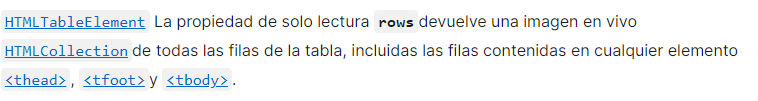 HTMLTableElement La propiedad de solo lectura rows devuelve una imagen en vivo
HTMLCollection de todas las filas de la tabla, incluidas las filas contenidas en cualquier elemento
<thead>, <tfoot> y <tbody>.